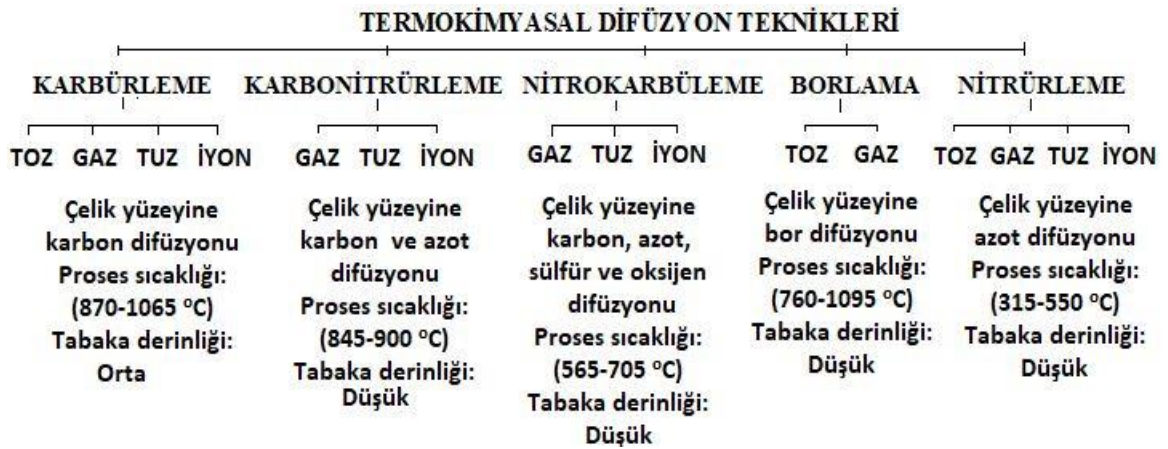 TERMOKİMYASAL DİFÜZYON TEKNİKLERİ
KARBÜRLEME KARBONİTRÜRLEME NİTROKARBÜLEME BORLAMA NİTRÜRLEME
TOZ GAZ TUZ İYON
GAZ TUZ İYON
GAZ TUZ İYON
TOZ GAZ
TOZ GAZ TUZ İYON
Çelik yüzeyine
karbon difüzyonu
Proses sıcaklığı:
(870-1065 °C)
Tabaka derinliği:
Orta
Çelik yüzeyine
karbon ve azot
difüzyonu
Proses sıcaklığı:
(845-900 °C)
Tabaka derinliği:
Düşük
Çelik yüzeyine
karbon, azot,
sülfür ve oksijen
difüzyonu
Proses sıcaklığı:
(565-705 °C)
Tabaka derinliği:
Düşük
Çelik yüzeyine
bor difüzyonu
Proses sıcaklığı:
(760-1095 °C)
Tabaka derinliği:
Düşük
Çelik yüzeyine
azot difüzyonu
Proses sıcaklığı:
(315-550 °C)
Tabaka derinliği:
Düşük